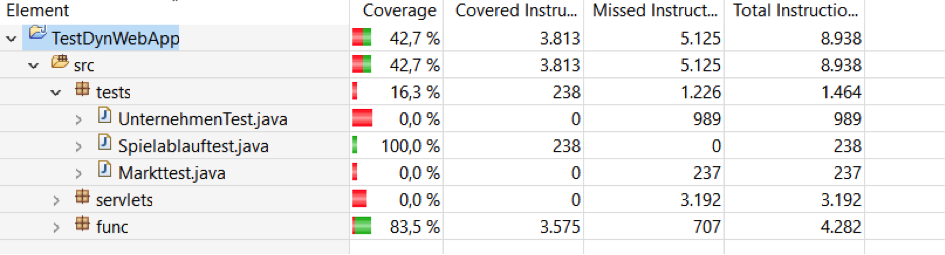 Element Coverage Covered Instru... Missed Instruct... Total Instructio...
TestDynWebApp 42,7 % 3.813 5.125 8.938
src 42,7 % 3.813 5.125 8.938
tests 16,3 % 238 1.226 1.464
UnternehmenTest.java 0,0 % 0 989 989
Spielablauftest.java 100,0 % 238 0 238
Markttest.java 0,0 % 0 237 237
servlets 0,0 % 0 3.192 3.192
func 83,5 % 3.575 707 4.282